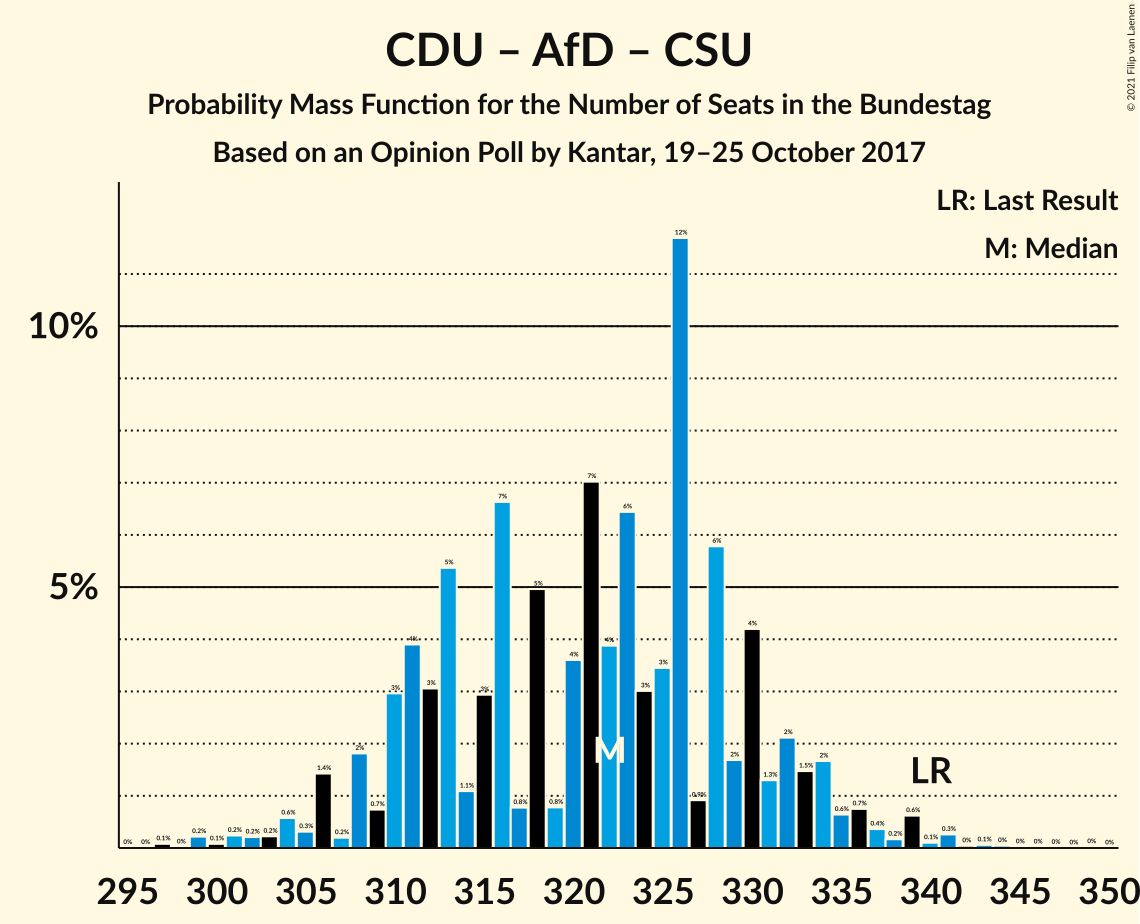 CDU – AfD – CSU
Probability Mass Function for the Number of Seats in the Bundestag
Based on an Opinion Poll by Kantar, 19–25 October 2017
© 2021 Filip van Laenen
LR: Last Result
M: Median
10%
5%
0% 0% 0.1% 0% 0.2% 0.1% 0.2% 0.2% 0.2% 0.6% 0.3% 1.4% 0.2% 2% 0.7% 3% 4% 3% 5% 1.1% 3% 7% 0.8% 5% 0.8% 4% 7% 4% 6% 3% 3% 12% 0.9% 6% 2% 4% 1.3% 2% 1.5% 2% 0.6% 0.7% 0.4% 0.2% 0.6% 0.1% 0.3% 0% 0.1% 0% 0% 0% 0% 0% 0% 0%
M
LR
295 300 305 310 315 320 325 330 335 340 345 350